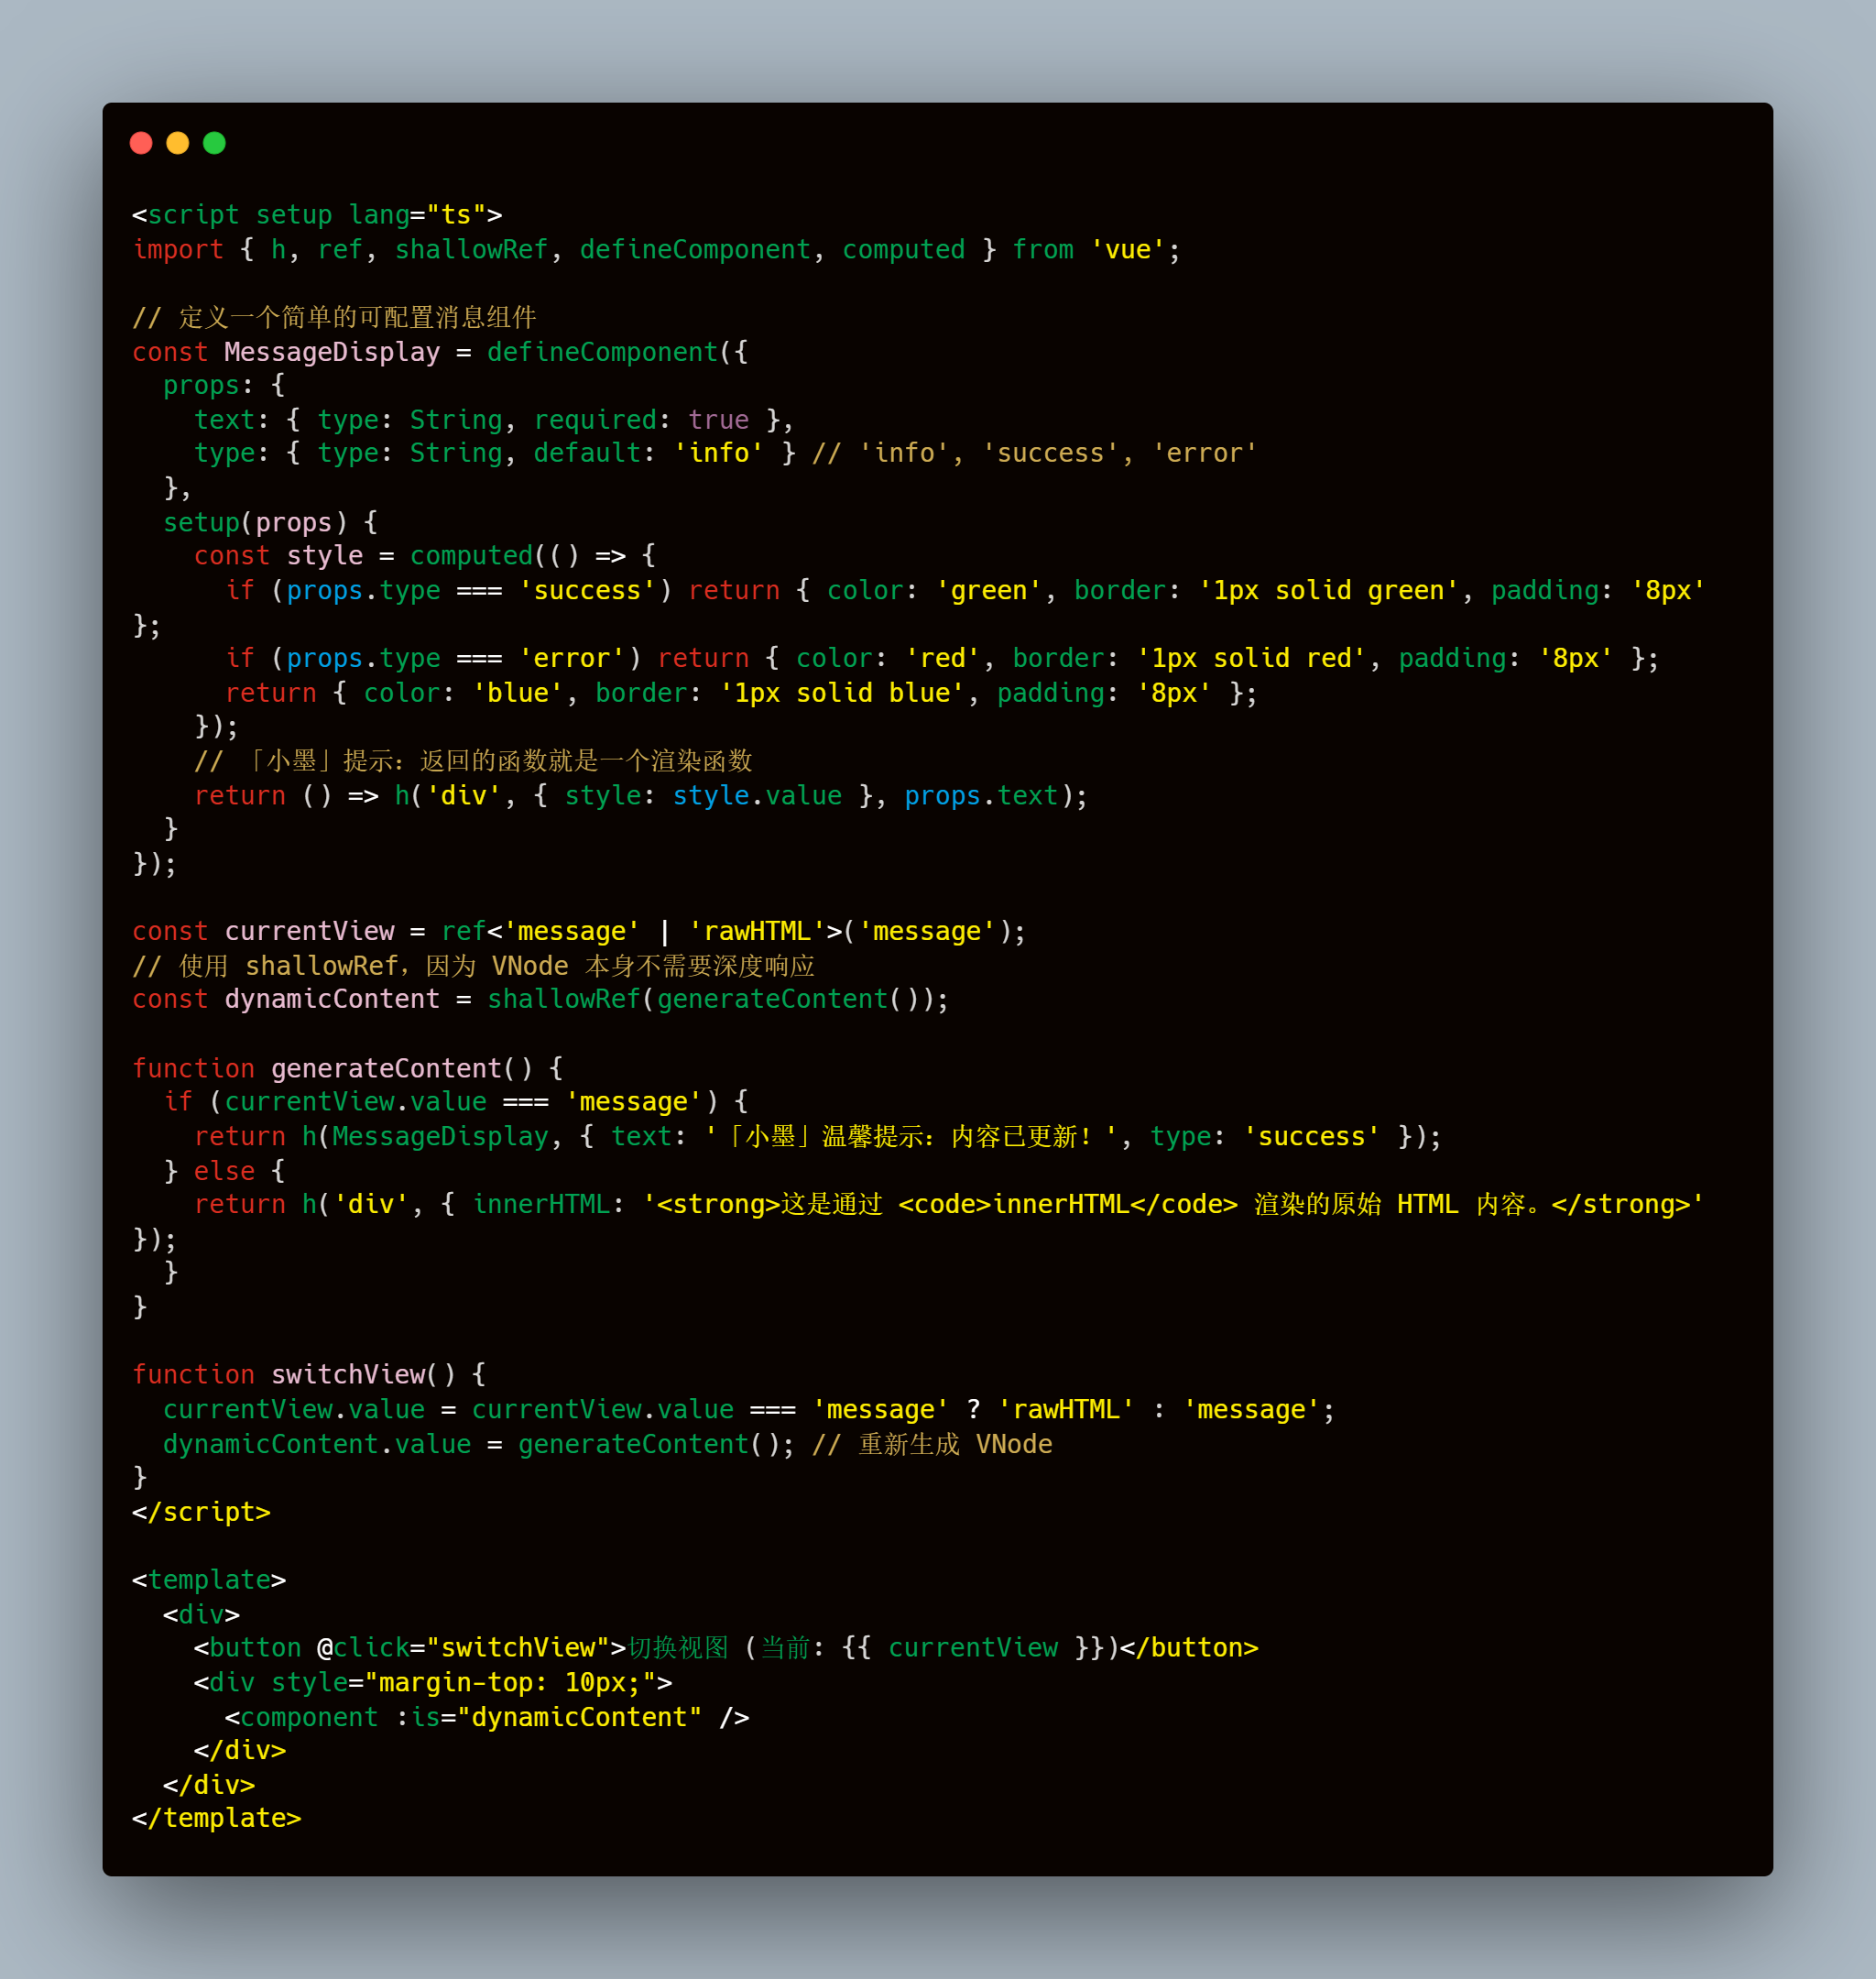 <script setup lang="ts">
import { h, ref, shallowRef, defineComponent, computed } from 'vue';

// 定义一个简单的可配置消息组件
const MessageDisplay = defineComponent({
  props: {
    text: { type: String, required: true },
    type: { type: String, default: 'info' } // 'info', 'success', 'error'
  },
  setup(props) {
    const style = computed(() => {
      if (props.type === 'success') return { color: 'green', border: '1px solid green', padding: '8px'
};
      if (props.type === 'error') return { color: 'red', border: '1px solid red', padding: '8px' };
      return { color: 'blue', border: '1px solid blue', padding: '8px' };
    });
    // 「小墨」提示：返回的函数就是一个渲染函数
    return () => h('div', { style: style.value }, props.text);
  }
});

const currentView = ref<'message' | 'rawHTML'>('message');
// 使用 shallowRef，因为 VNode 本身不需要深度响应
const dynamicContent = shallowRef(generateContent());

function generateContent() {
  if (currentView.value === 'message') {
    return h(MessageDisplay, { text: '「小墨」温馨提示：内容已更新！', type: 'success' });
  } else {
    return h('div', { innerHTML: '<strong>这是通过 <code>innerHTML</code> 渲染的原始 HTML 内容。</strong>'
});
  }
}

function switchView() {
  currentView.value = currentView.value === 'message' ? 'rawHTML' : 'message';
  dynamicContent.value = generateContent(); // 重新生成 VNode
}
</script>

<template>
  <div>
    <button @click="switchView">切换视图 (当前: {{ currentView }})</button>
    <div style="margin-top: 10px;">
      <component :is="dynamicContent" />
    </div>
  </div>
</template>